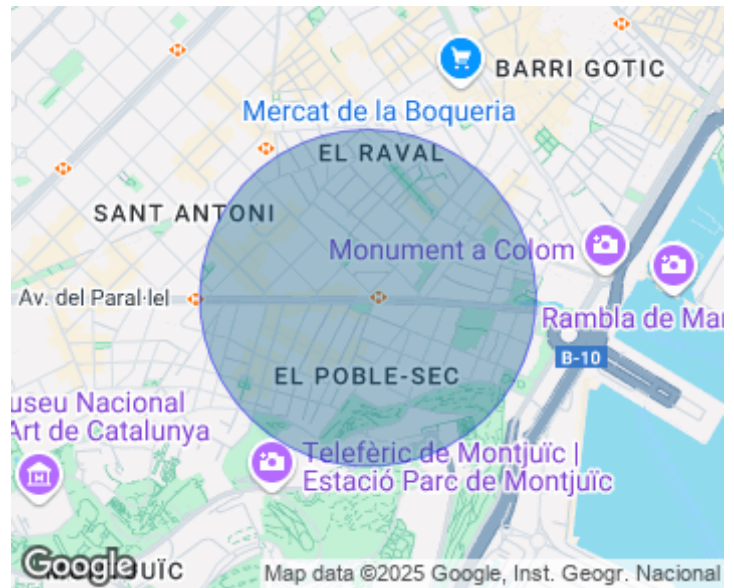 BARRI GOTIC
Mercat de la Boqueria
EL RAVAL
SANT ANTONI
Monument a Colom
Av. del Paral·lel
Rambla de Mar
B-10
EL POBLE-SEC
useu Nacional
Art de Catalunya
Telefèric de Montjuïc |
Estació Parc de Montjuïc
Google
UÏC
Map data ©2025 Google, Inst. Geogr. Nacional